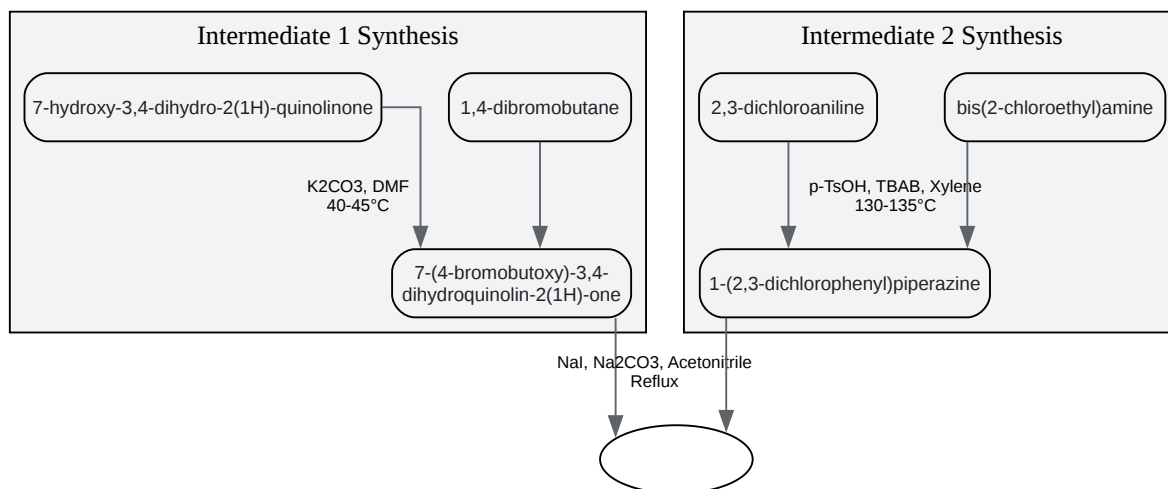 Intermediate 1 Synthesis
7-hydroxy-3,4-dihydro-2(1H)-quinolinone
1,4-dibromobutane
K2CO3, DMF
40-45°C
7-(4-bromobutoxy)-3,4-
dihydroquinolin-2(1H)-one
Intermediate 2 Synthesis
2,3-dichloroaniline
bis(2-chloroethyl)amine
p-TsOH, TBAB, Xylene
130-135°C
1-(2,3-dichlorophenyl)piperazine
NaI, Na2CO3, Acetonitrile
Reflux